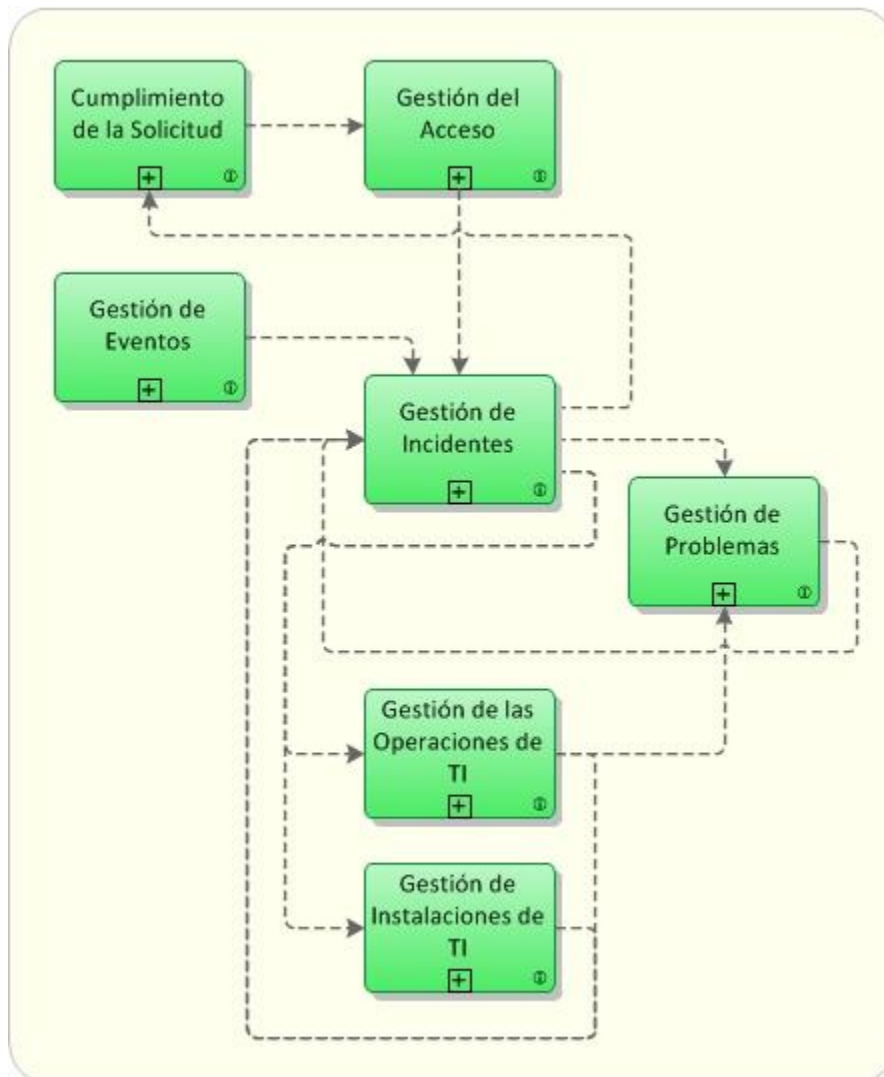 Cumplimiento
de la Solicitud
Gestión del
Acceso
Gestión de
Eventos
Gestión de
Incidentes
Gestión de
Problemas
Gestión de las
Operaciones de
TI
Gestión de
Instalaciones de
TI